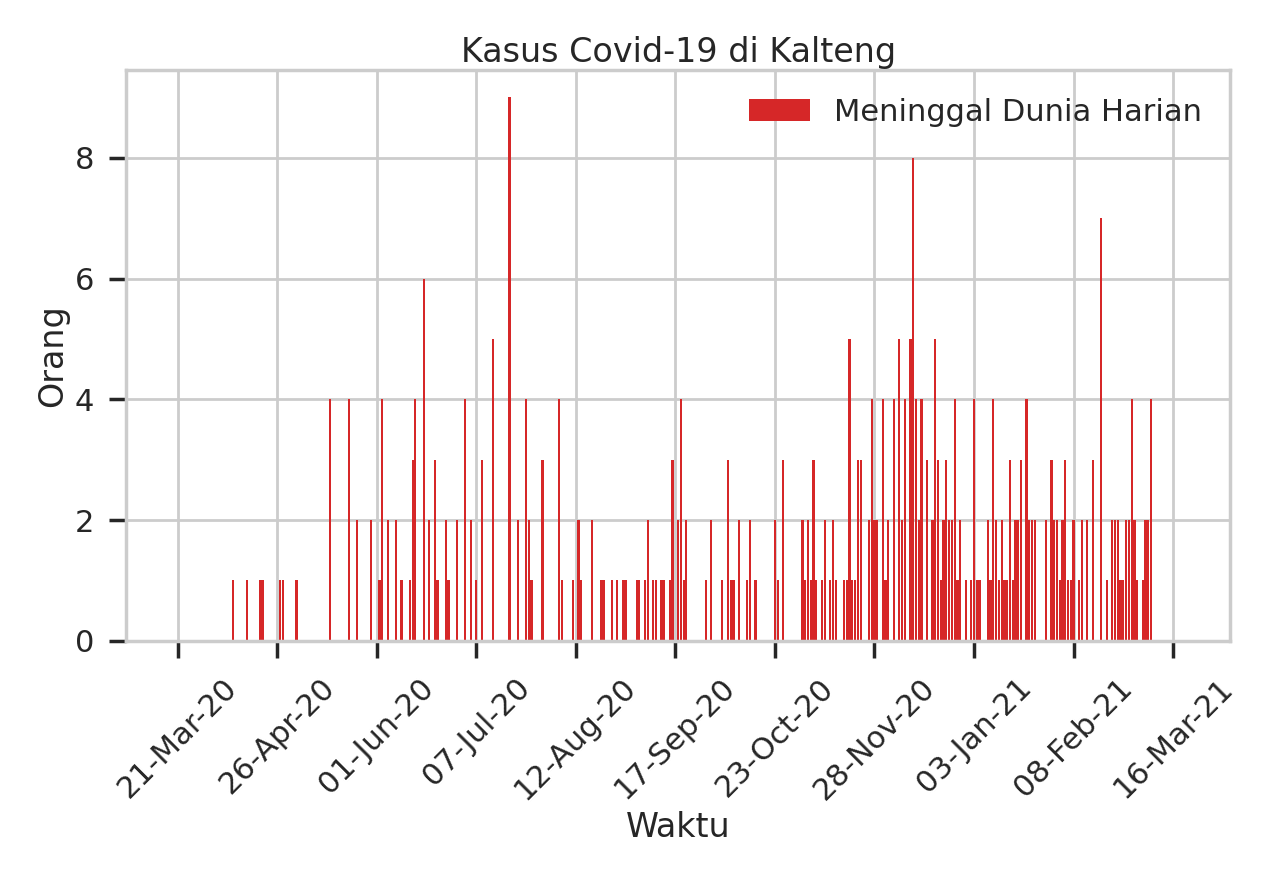 Kasus Covid-19 di Kalteng
Meninggal Dunia Harian
Orang
8
6
4
2
0
21-Mar-20
26-Apr-20
01-Jun-20
07-Jul-20
12-Aug-20
17-Sep-20
23-Oct-20
28-Nov-20
03-Jan-21
08-Feb-21
16-Mar-21
Waktu